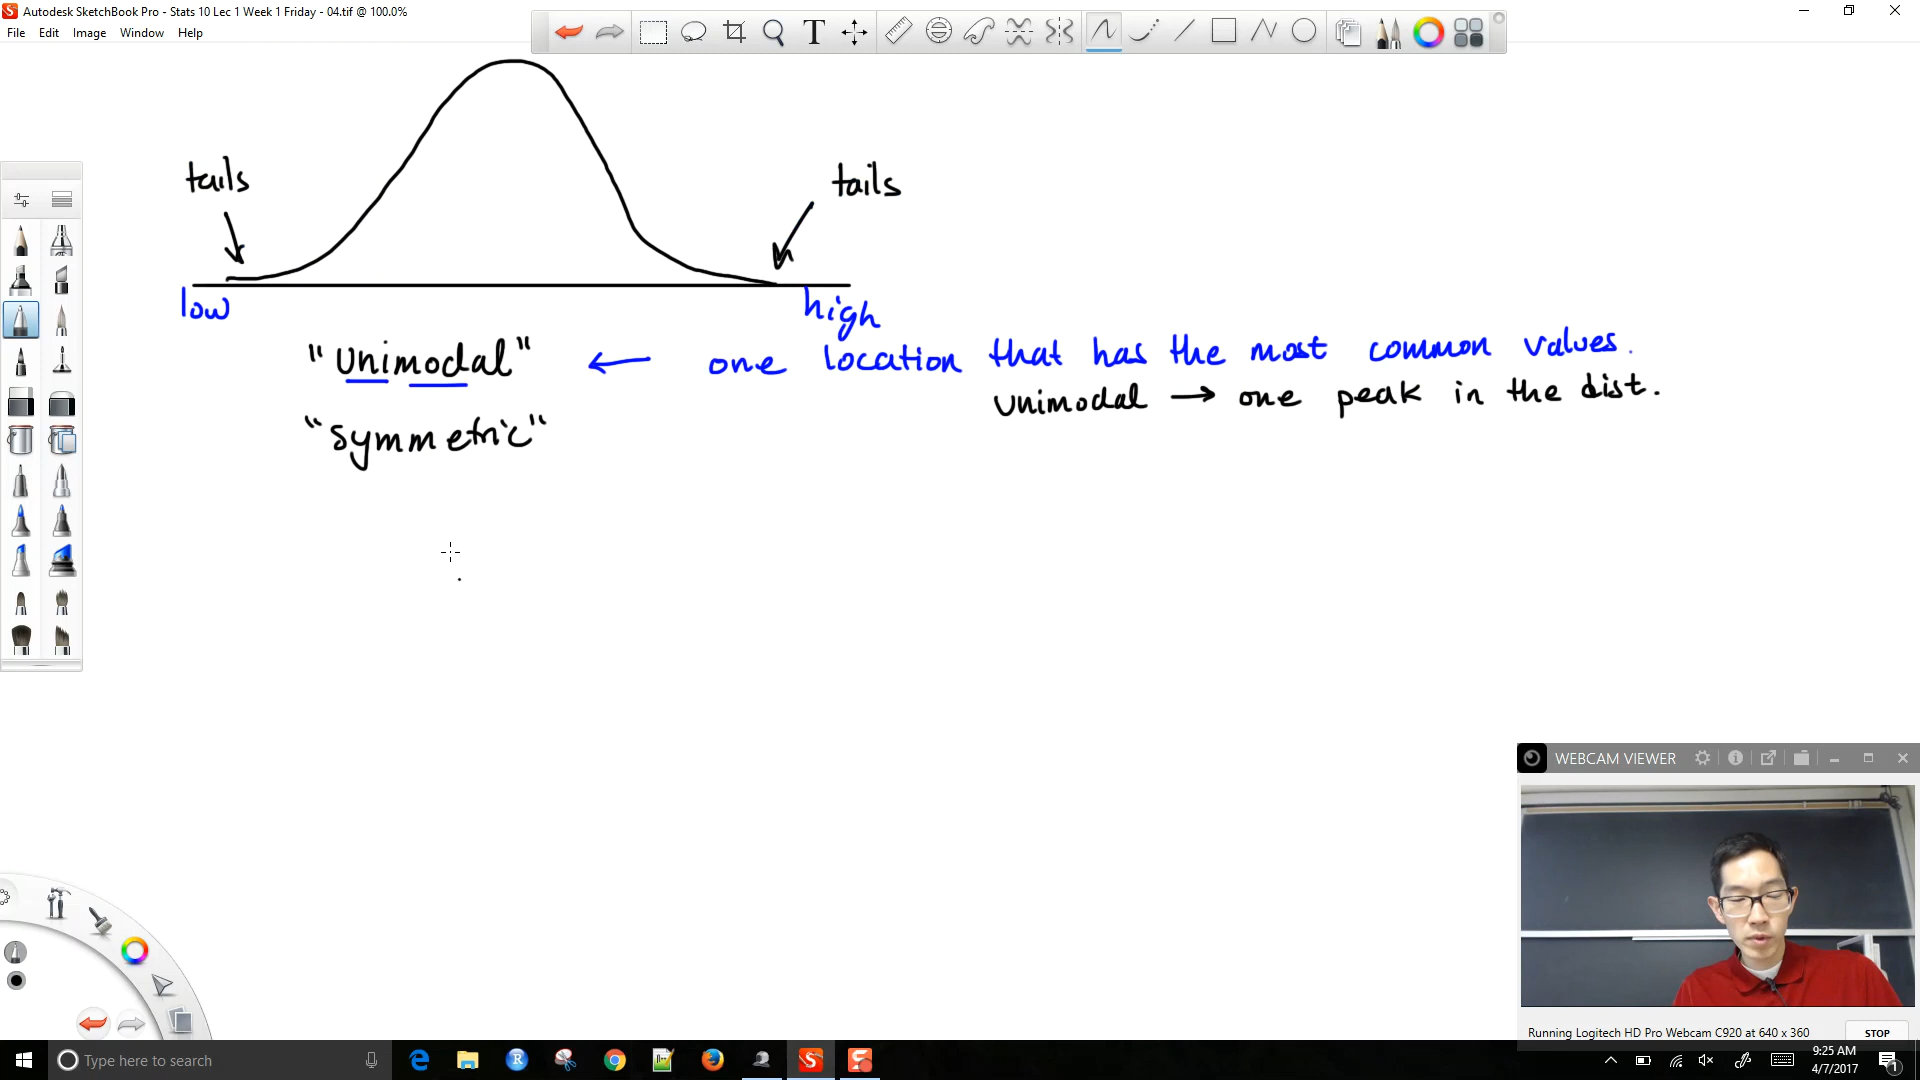 Autodesk SketchBook Pro - Stats 10 Lec 1 Week 1 Friday - 04.tif @ 100.0%
File Edit Image Window Help
T
tails
tails
low
high
"unimodal" ← one location that has the most common values.
unimodal → one peak in the dist.
"symmetric"
WEBCAM VIEWER
Running Logitech HD Pro Webcam C920 at 640 x 360
STOP
Type here to search
9:25 AM
4/7/2017
1